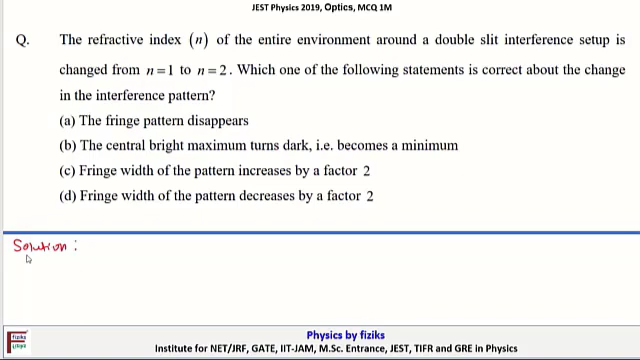 JEST Physics 2019, Optics, MCQ 1M
Q. The refractive index (n) of the entire environment around a double slit interference setup is
changed from n = 1 to n = 2. Which one of the following statements is correct about the change
in the interference pattern?
(a) The fringe pattern disappears
(b) The central bright maximum turns dark, i.e. becomes a minimum
(c) Fringe width of the pattern increases by a factor 2
(d) Fringe width of the pattern decreases by a factor 2
Solution :
fiziks
Physics by fiziks
Institute for NET/JRF, GATE, IIT-JAM, M.Sc. Entrance, JEST, TIFR and GRE in Physics